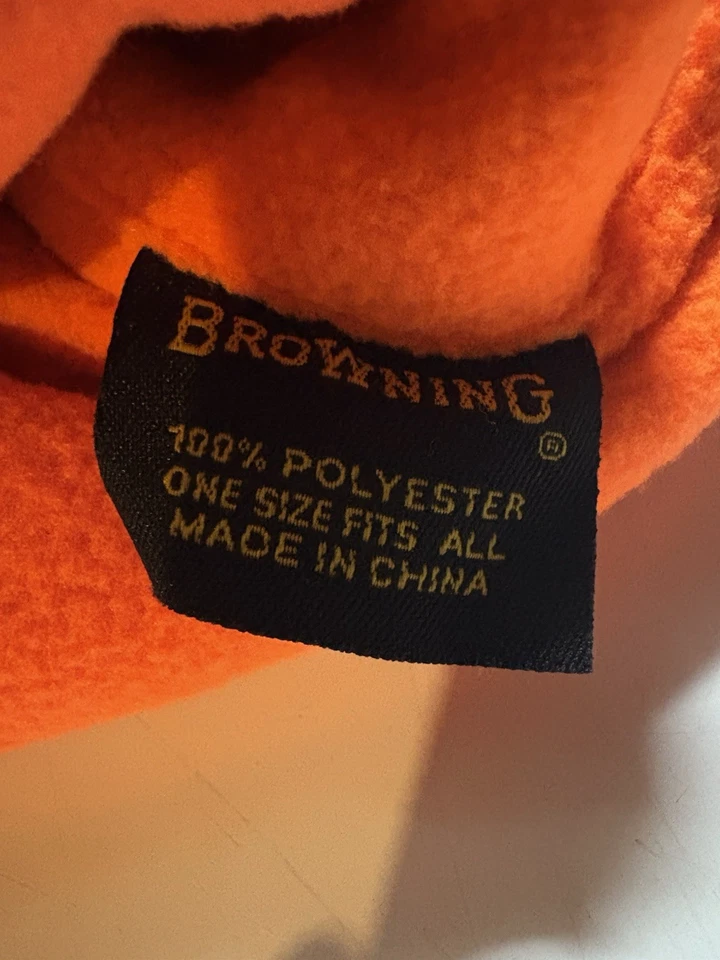 BROWNING
®
100% POLYESTER
ONE SIZE FITS ALL
MADE IN CHINA